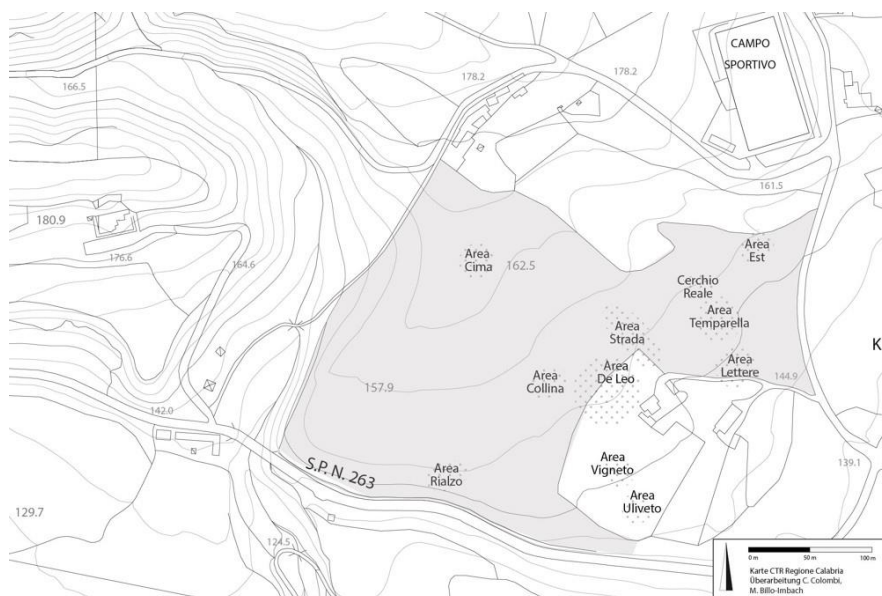 CAMPO
SPORTIVO
178.2
178.2
166.5
161.5
180.9
176.6
164.6
Area
Cima
162.5
Area
Est
Cerchio
Reale
Area
Temparella
Area
Strada
K
157.9
Area
Collina
Area
De Leo
Area
Lettere
144.9
142.0
S.P. N. 263
Area
Rialzo
Area
Vigneto
139.1
Area
Uliveto
129.7
124.5
0 m 50 m 100 m
Karte CTR Regione Calabria
Überarbeitung C. Colombi,
M. Billo-Imbach